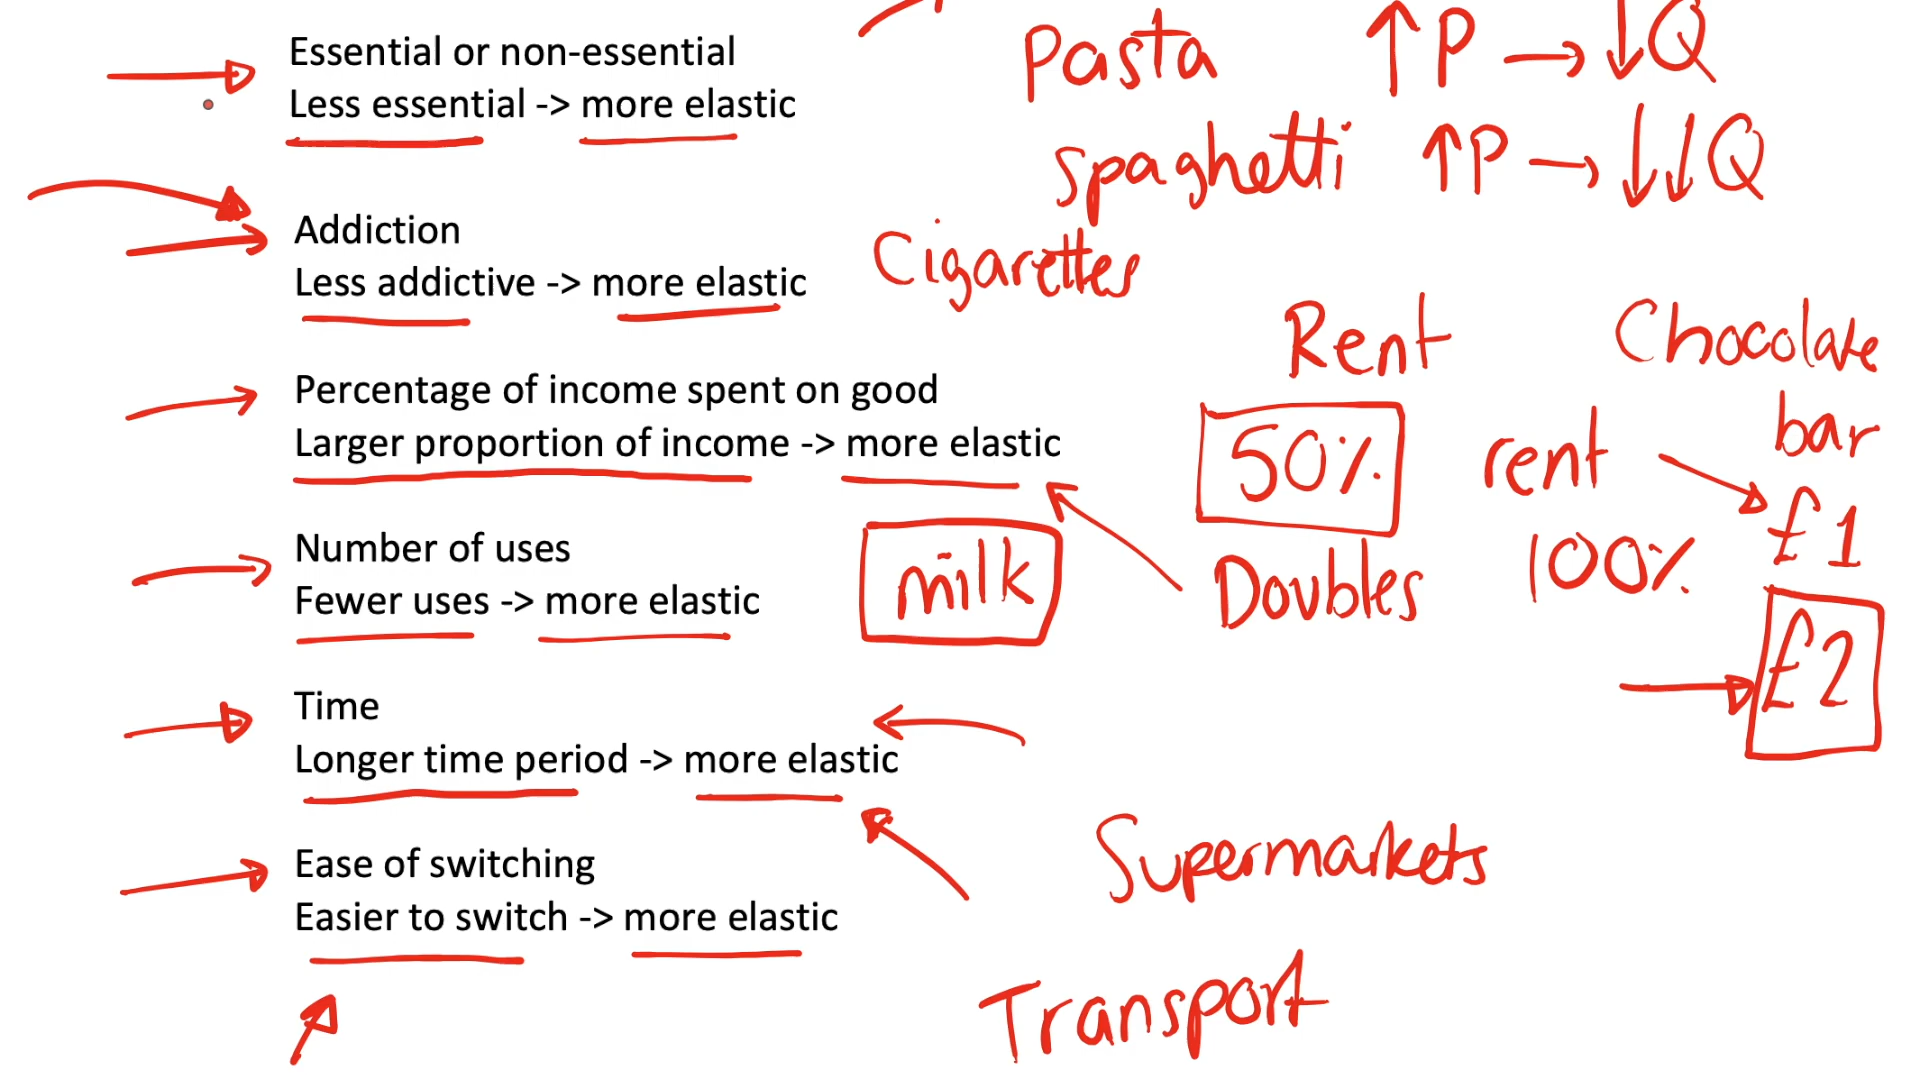 Essential or non-essential
Less essential -> more elastic
Addiction
Less addictive -> more elastic
Percentage of income spent on good
Larger proportion of income -> more elastic
Number of uses
Fewer uses -> more elastic
Time
Longer time period -> more elastic
Ease of switching
Easier to switch -> more elastic
Pasta ↑P → ↓Q
Spaghetti ↑P → ↓↓Q
Cigarettes
Rent
50%
Doubles
rent
100%
Chocolate
bar
£1
£2
milk
Supermarkets
Transport